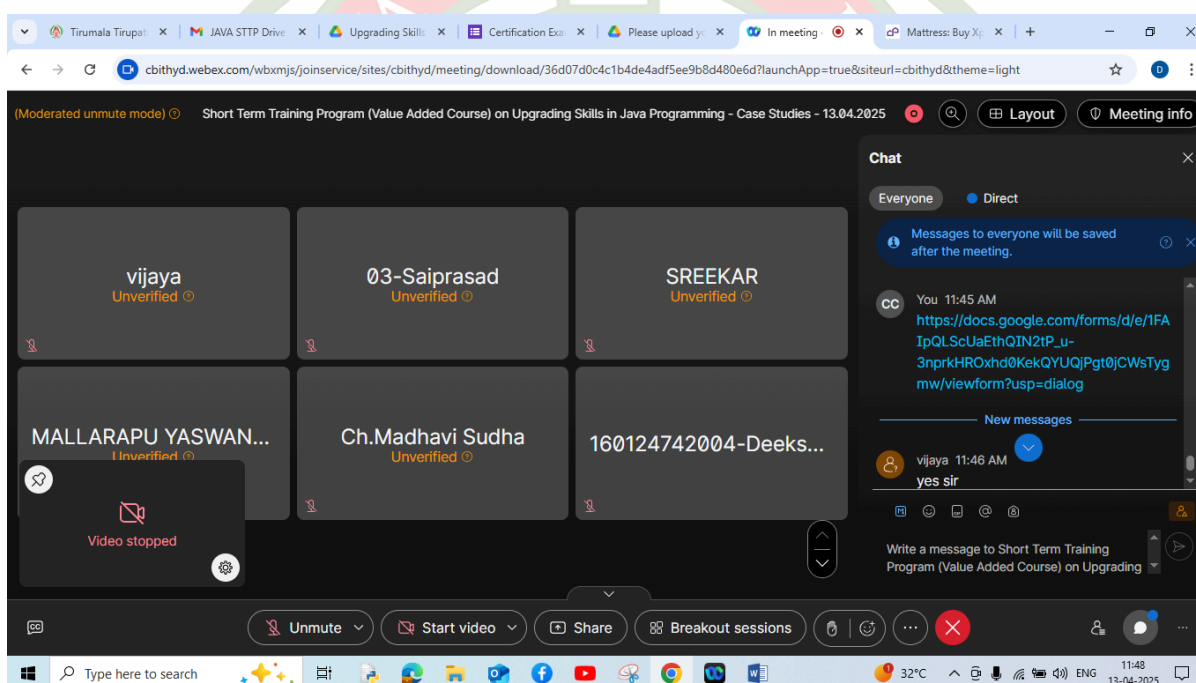 Tirumala Tirupati
JAVA STTP Drive
Upgrading Skills
Certification Exa
Please upload yo
In meeting
Mattress: Buy Xp
cbithyd.webex.com/wbxmjs/joinservice/sites/cbithyd/meeting/download/36d07d0c4c1b4de4adf5ee9b8d480e6d?launchApp=true&siteurl=cbithyd&theme=light
D
(Moderated unmute mode)
Short Term Training Program (Value Added Course) on Upgrading Skills in Java Programming - Case Studies - 13.04.2025
Layout
Meeting info
vijaya
Unverified
03-Saiprasad
Unverified
SREEKAR
Unverified
MALLARAPU YASWAN...
Unverified
Ch.Madhavi Sudha
Unverified
160124742004-Deeks...
Video stopped
Chat
Everyone
Direct
Messages to everyone will be saved
after the meeting.
CC
You 11:45 AM
https://docs.google.com/forms/d/e/1FA
IpQLScUaEthQIN2tP_u-
3nprkHROxhd0KekQYUQjPgt0jCWsTyg
mw/viewform?usp=dialog
New messages
vijaya 11:46 AM
yes sir
Write a message to Short Term Training
Program (Value Added Course) on Upgrading
Unmute
Start video
Share
Breakout sessions
Type here to search
32°C
ENG
11:48
13-04-2025